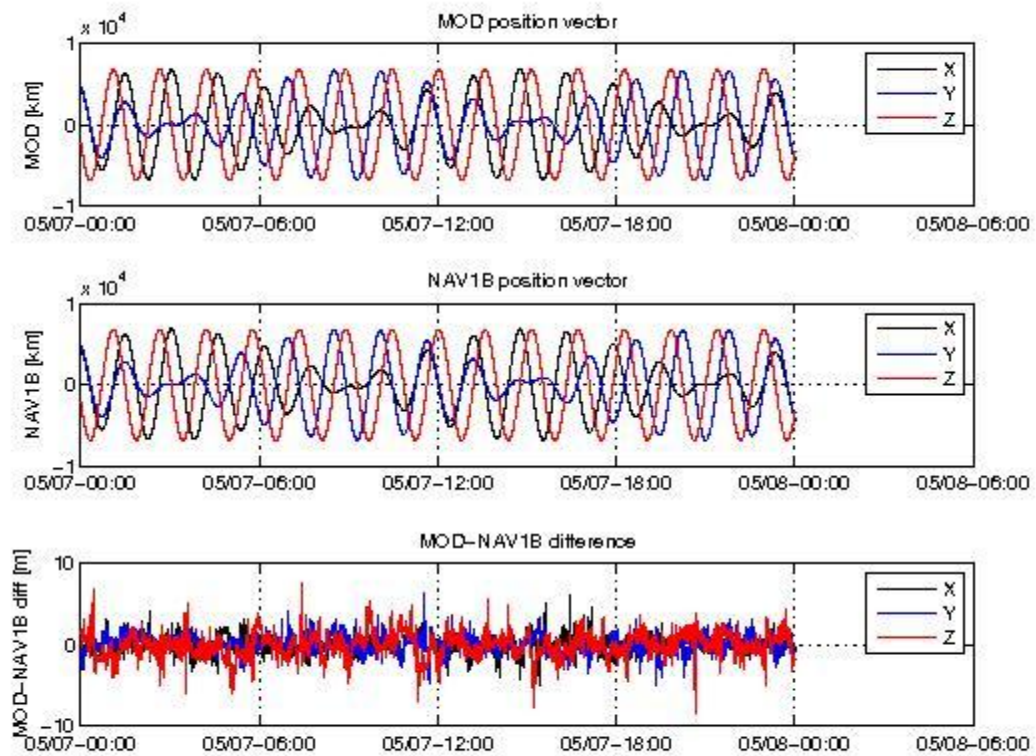 MOD position vector
x 10^4
1
0
−1
MOD [km]
X
Y
Z
05/07−00:00 05/07−06:00 05/07−12:00 05/07−18:00 05/08−00:00 05/08−06:00
NAV1B position vector
x 10^4
1
0
−1
NAV1B [km]
X
Y
Z
05/07−00:00 05/07−06:00 05/07−12:00 05/07−18:00 05/08−00:00 05/08−06:00
MOD−NAV1B difference
10
0
−10
MOD−NAV1B diff [m]
X
Y
Z
05/07−00:00 05/07−06:00 05/07−12:00 05/07−18:00 05/08−00:00 05/08−06:00